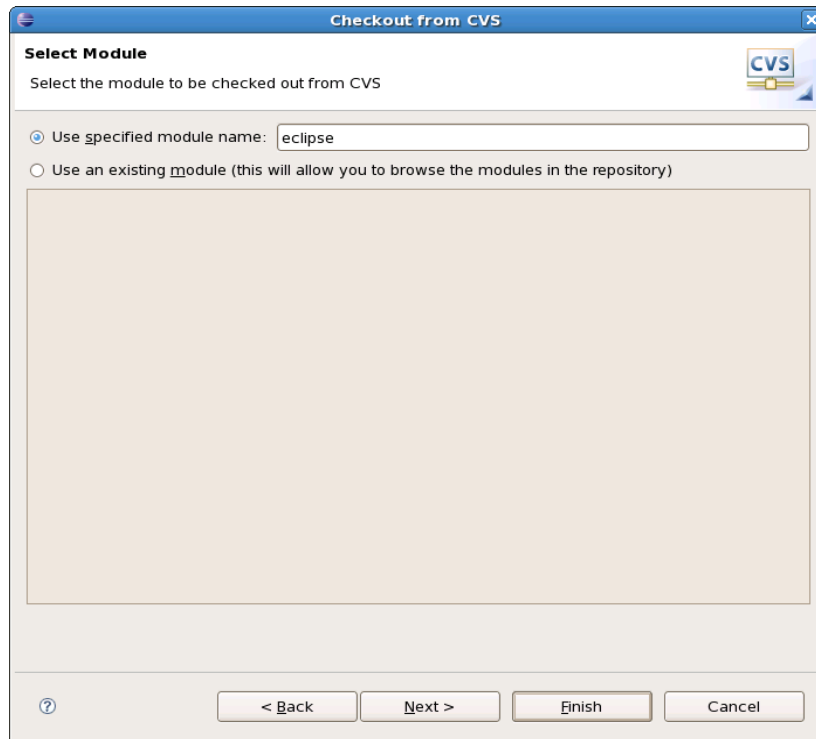 Checkout from CVS
Select Module
Select the module to be checked out from CVS
CVS
Use specified module name: eclipse
Use an existing module (this will allow you to browse the modules in the repository)
? < Back Next > Finish Cancel